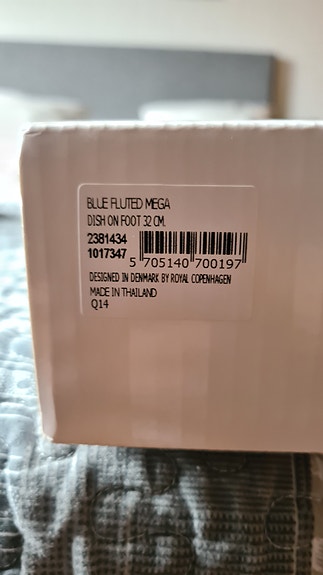 BLUE FLUTED MEGA
DISH ON FOOT 32 CM.
2381434
1017347
5 705140 700197
DESIGNED IN DENMARK BY ROYAL COPENHAGEN
MADE IN THAILAND
Q14